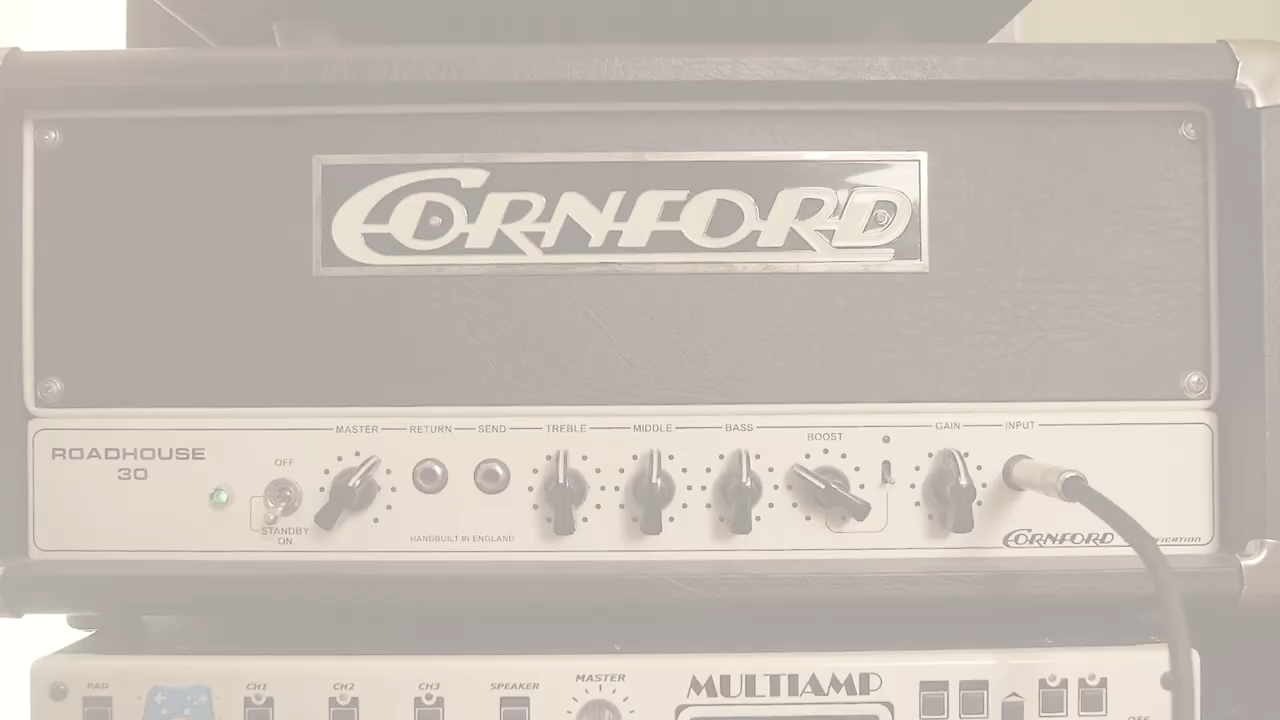 CORNFORD
MASTER RETURN SEND TREBLE MIDDLE BASS BOOST GAIN INPUT
ROADHOUSE
30
OFF
STANDBY
ON
HANDBUILT IN ENGLAND
CORNFORD
PAD CH1 CH2 CH3 SPEAKER MASTER MULTIAMP
OFF